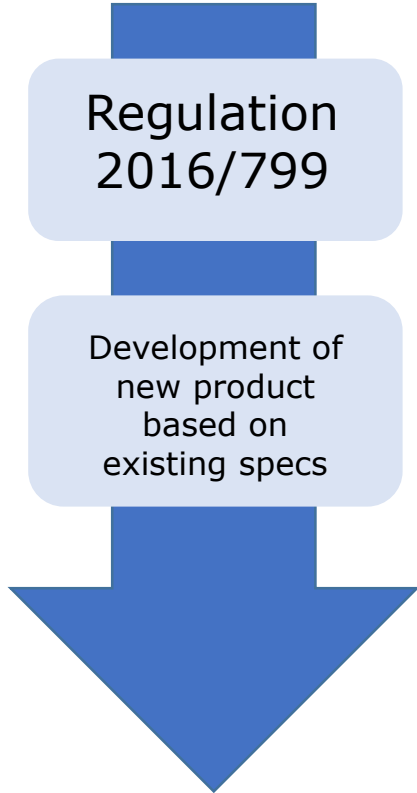 Regulation
2016/799
Development of
new product
based on
existing specs